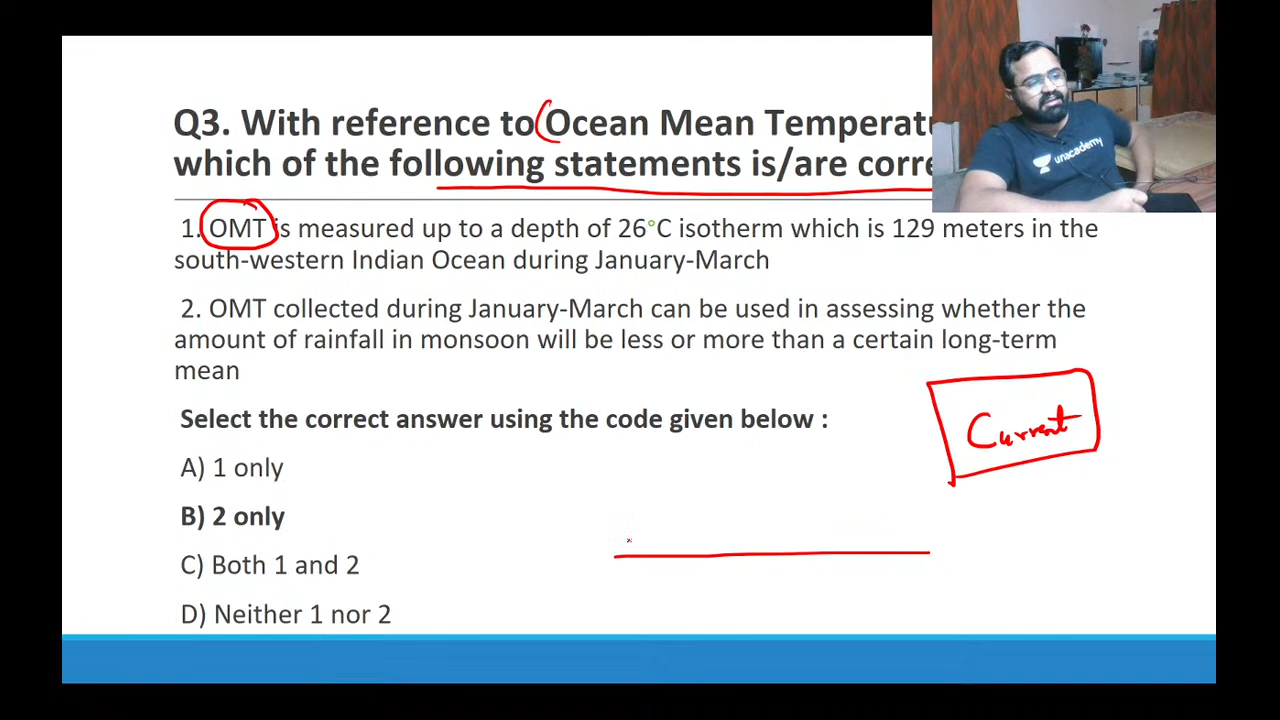 Q3. With reference to Ocean Mean
which of the following statements is/are
unacademy
1. OMT is measured up to a depth of 26°C isotherm which is 129 meters in the
south-western Indian Ocean during January-March
2. OMT collected during January-March can be used in assessing whether the
amount of rainfall in monsoon will be less or more than a certain long-term
mean
Current
Select the correct answer using the code given below :
A) 1 only
B) 2 only
C) Both 1 and 2
D) Neither 1 nor 2